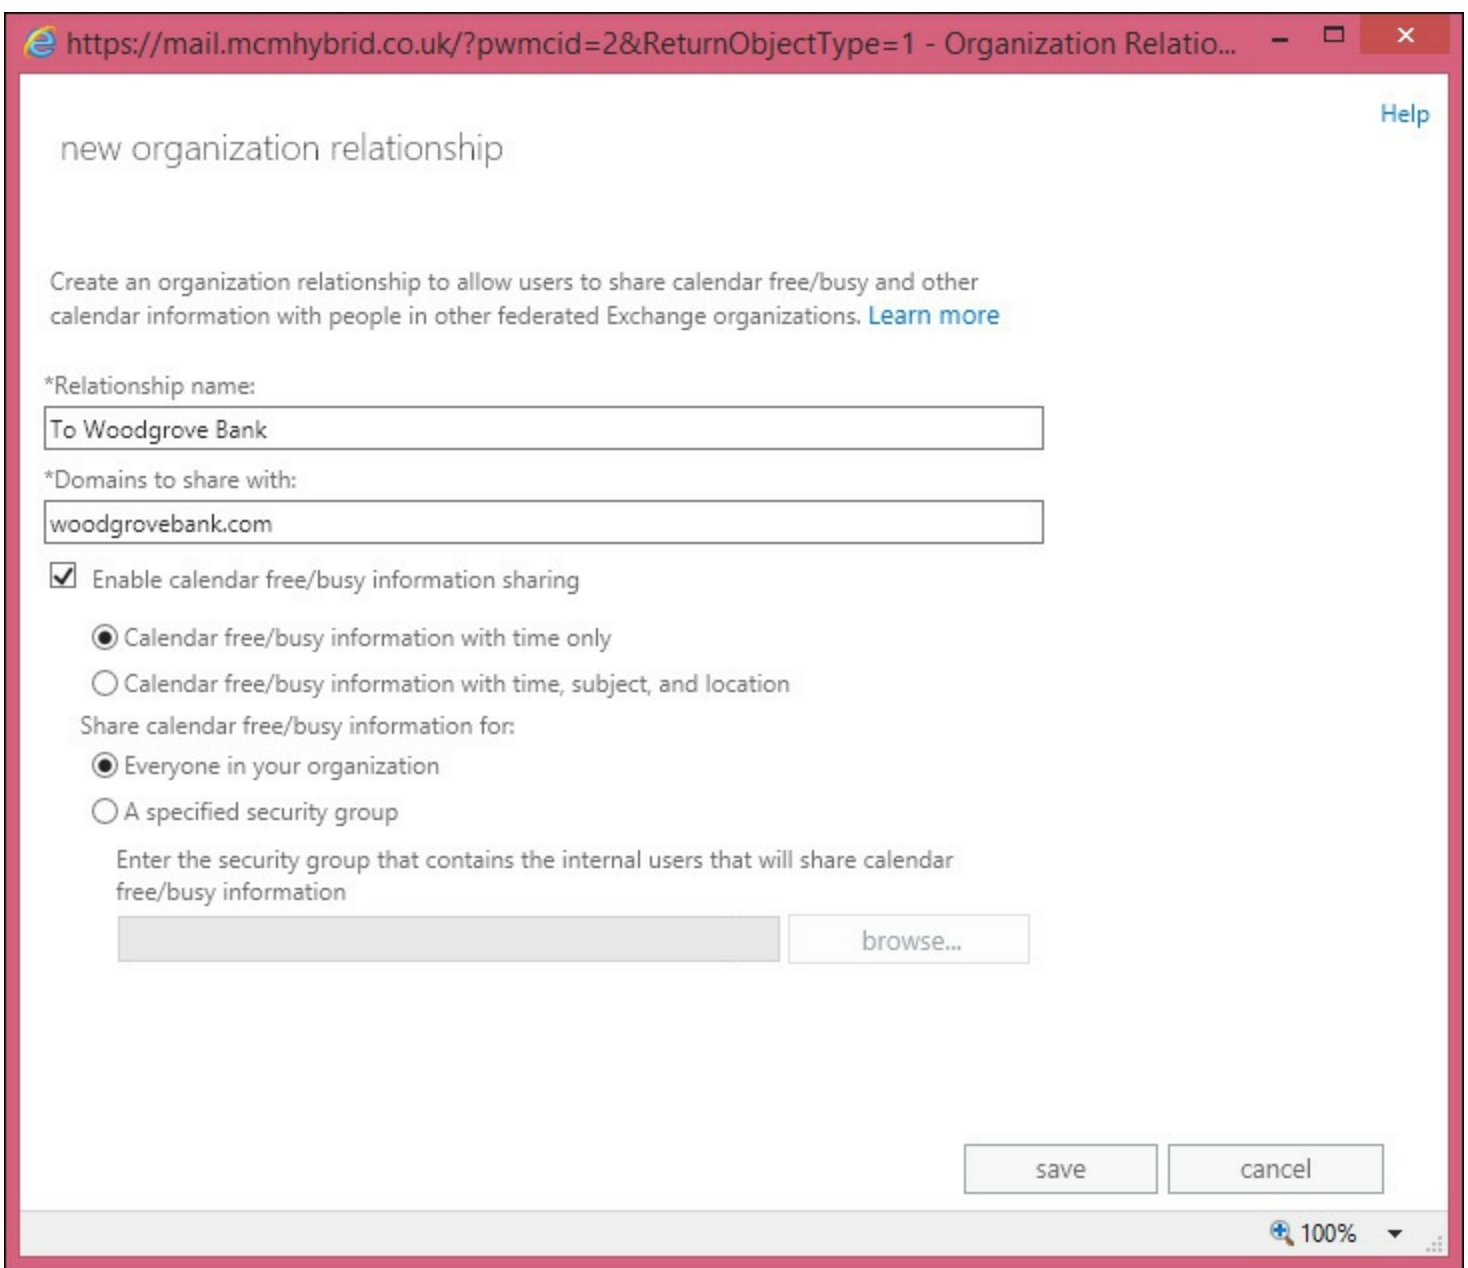 https://mail.mcmhybrid.co.uk/?pwmcid=2&ReturnObjectType=1 - Organization Relatio...
Help
new organization relationship
Create an organization relationship to allow users to share calendar free/busy and other
calendar information with people in other federated Exchange organizations. Learn more
*Relationship name:
To Woodgrove Bank
*Domains to share with:
woodgrovebank.com
Enable calendar free/busy information sharing
Calendar free/busy information with time only
Calendar free/busy information with time, subject, and location
Share calendar free/busy information for:
Everyone in your organization
A specified security group
Enter the security group that contains the internal users that will share calendar
free/busy information
browse...
save cancel
100%